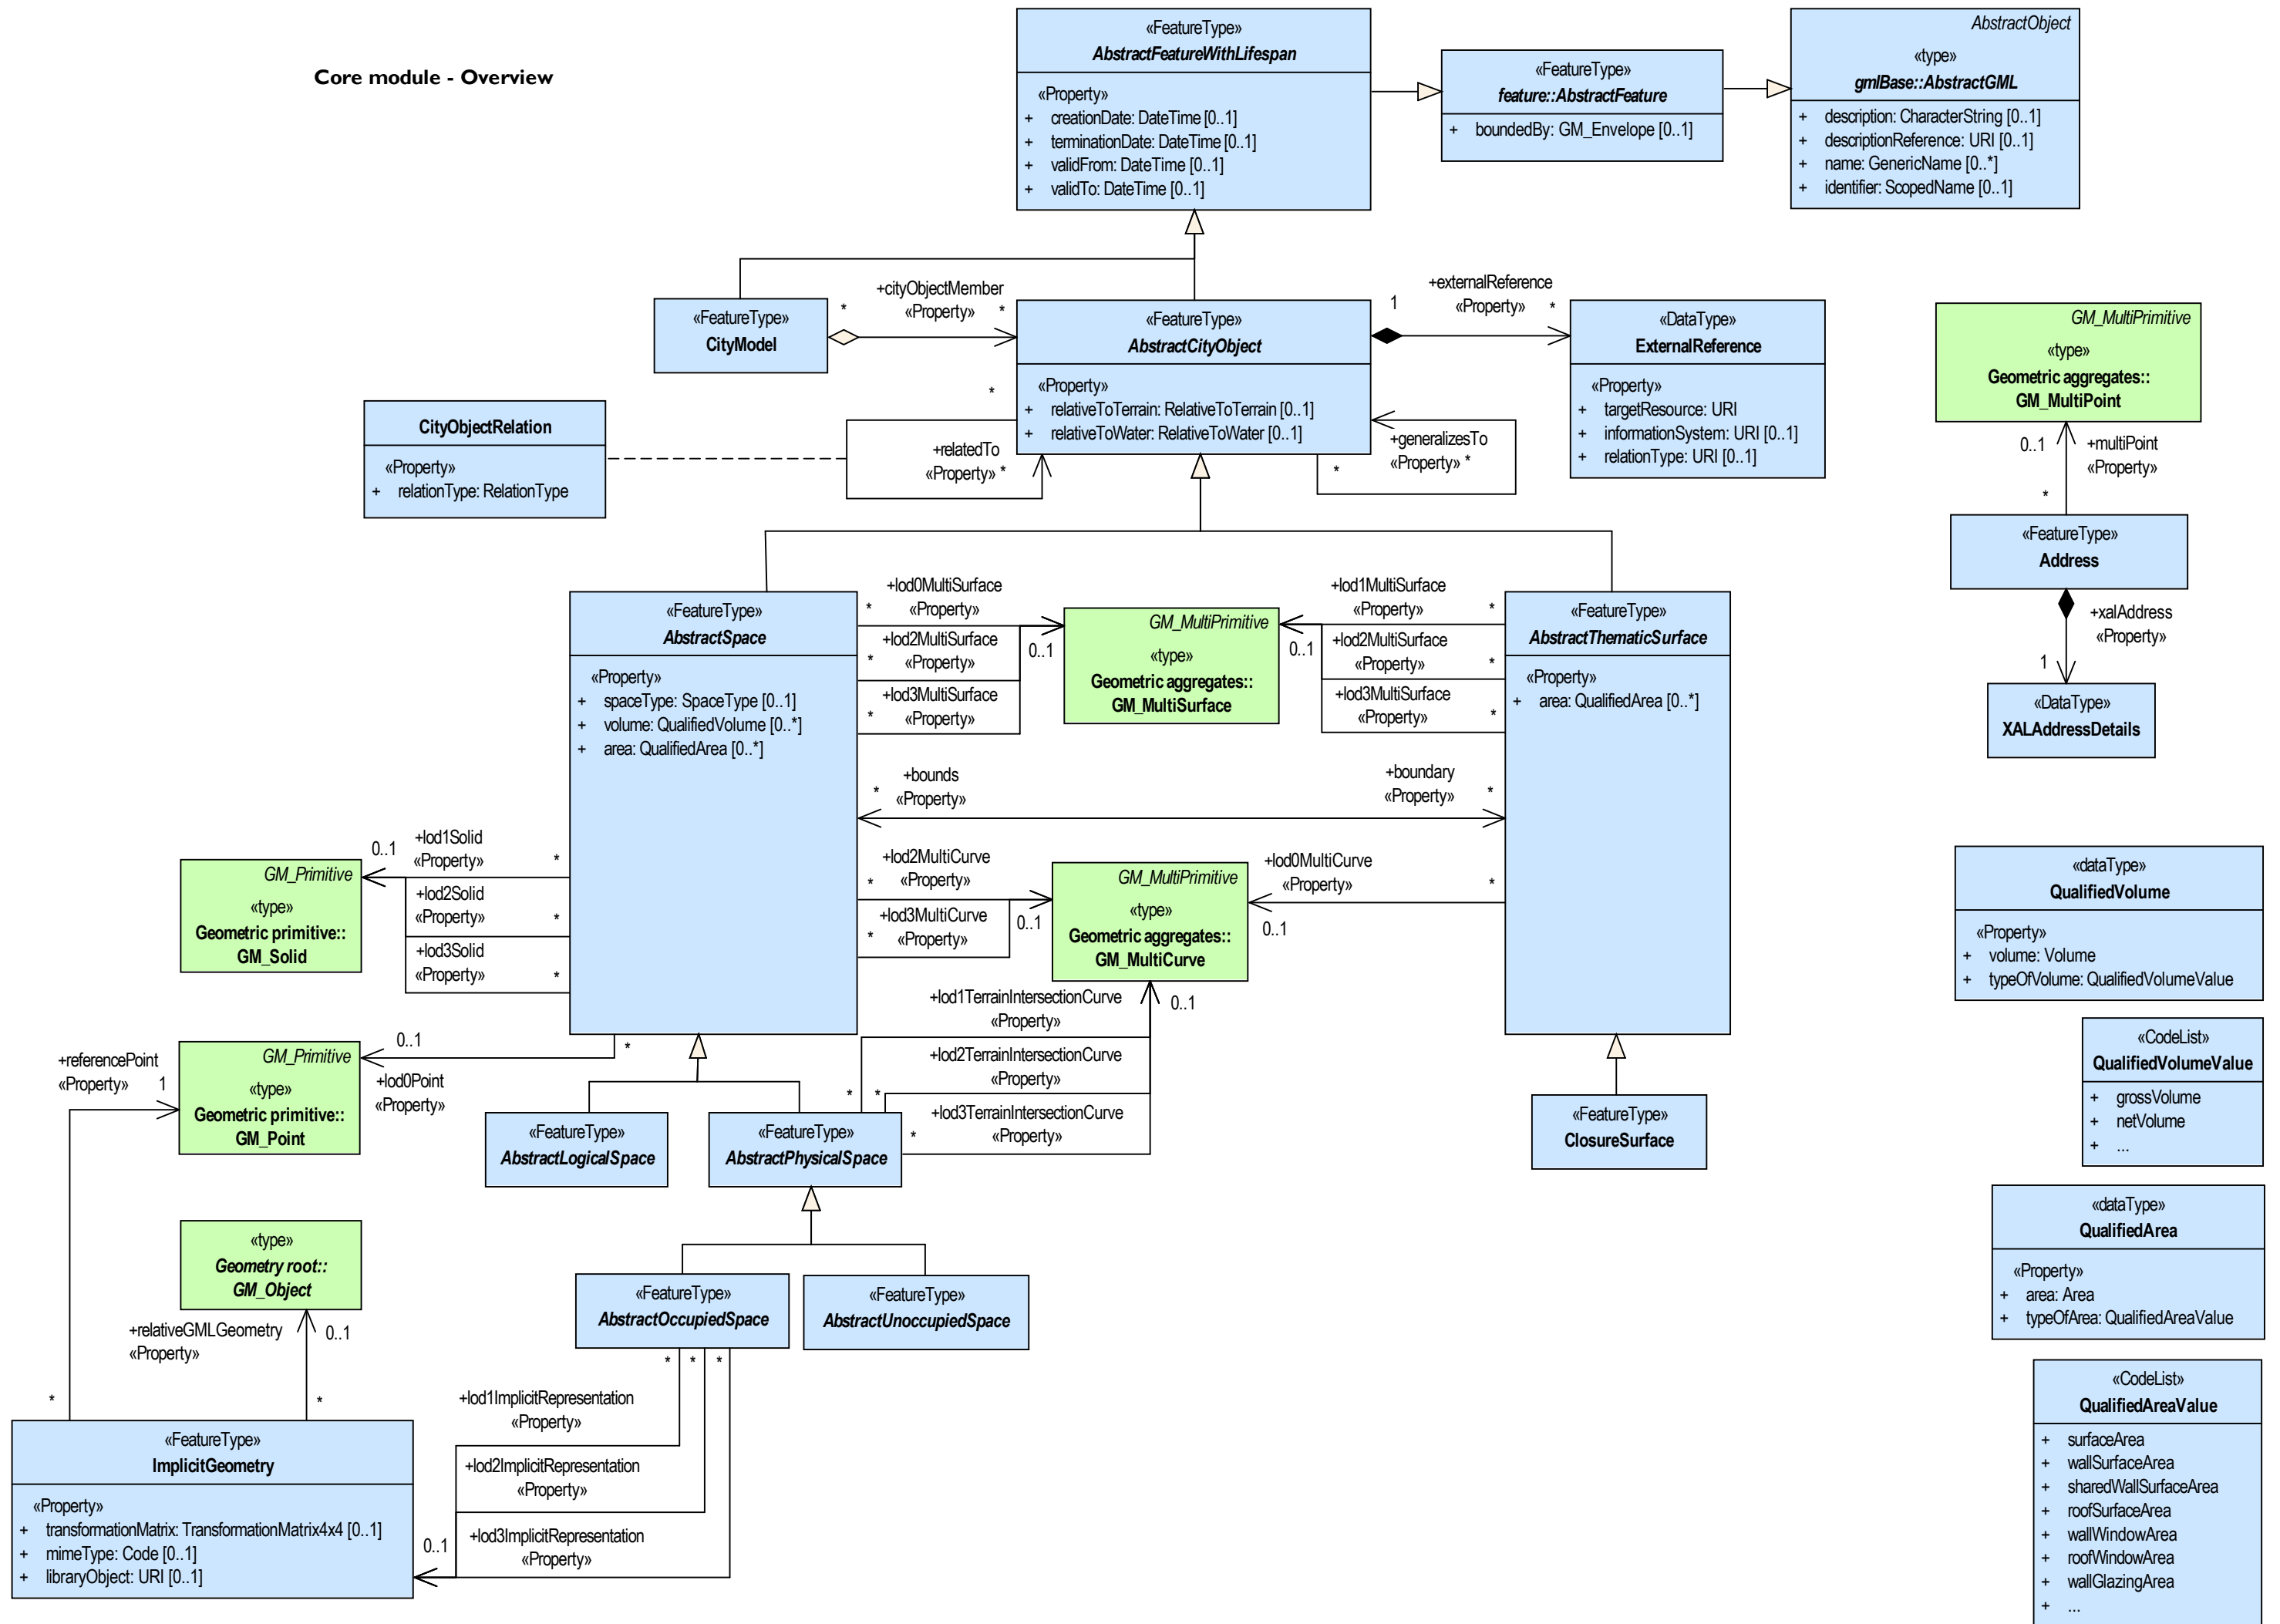 Core module - Overview
«FeatureType»
AbstractFeatureWithLifespan
«Property»
+ creationDate: DateTime [0..1]
+ terminationDate: DateTime [0..1]
+ validFrom: DateTime [0..1]
+ validTo: DateTime [0..1]
«FeatureType»
feature::AbstractFeature
+ boundedBy: GM_Envelope [0..1]
AbstractObject
«type»
gmlBase::AbstractGML
+ description: CharacterString [0..1]
+ descriptionReference: URI [0..1]
+ name: GenericName [0..*]
+ identifier: ScopedName [0..1]
«FeatureType»
CityModel
*
+cityObjectMember
«Property» *
«FeatureType»
AbstractCityObject
«Property»
+ relativeToTerrain: RelativeToTerrain [0..1]
+ relativeToWater: RelativeToWater [0..1]
1
+externalReference
«Property» *
«DataType»
ExternalReference
«Property»
+ targetResource: URI
+ informationSystem: URI [0..1]
+ relationType: URI [0..1]
GM_MultiPrimitive
«type»
Geometric aggregates::
GM_MultiPoint
CityObjectRelation
«Property»
+ relationType: RelationType
*
+relatedTo
«Property» *
+generalizesTo
«Property» *
*
0..1
+multiPoint
«Property»
*
«FeatureType»
Address
+xalAddress
«Property»
1
«DataType»
XALAddressDetails
«FeatureType»
AbstractSpace
«Property»
+ spaceType: SpaceType [0..1]
+ volume: QualifiedVolume [0..*]
+ area: QualifiedArea [0..*]
+lod0MultiSurface
* «Property»
+lod2MultiSurface
* «Property»
+lod3MultiSurface
* «Property»
0..1
GM_MultiPrimitive
«type»
Geometric aggregates::
GM_MultiSurface
0..1
+lod1MultiSurface
«Property» *
+lod2MultiSurface
«Property» *
+lod3MultiSurface
«Property» *
«FeatureType»
AbstractThematicSurface
«Property»
+ area: QualifiedArea [0..*]
+bounds
* «Property»
+boundary
«Property» *
0..1
+lod1Solid
«Property» *
+lod2Solid
«Property» *
+lod3Solid
«Property» *
GM_Primitive
«type»
Geometric primitive::
GM_Solid
+lod2MultiCurve
* «Property»
+lod3MultiCurve
* «Property»
0..1
GM_MultiPrimitive
«type»
Geometric aggregates::
GM_MultiCurve
+lod0MultiCurve
«Property» *
0..1
«dataType»
QualifiedVolume
«Property»
+ volume: Volume
+ typeOfVolume: QualifiedVolumeValue
+lod1TerrainIntersectionCurve
«Property»
0..1
+lod2TerrainIntersectionCurve
«Property»
* *
+lod3TerrainIntersectionCurve
* «Property»
+referencePoint
«Property» 1
GM_Primitive
«type»
Geometric primitive::
GM_Point
0..1
*
+lod0Point
«Property»
«FeatureType»
AbstractLogicalSpace
«FeatureType»
AbstractPhysicalSpace
«FeatureType»
ClosureSurface
«CodeList»
QualifiedVolumeValue
+ grossVolume
+ netVolume
+ ...
«type»
Geometry root::
GM_Object
+relativeGMLGeometry
«Property»
0..1
*
*
«FeatureType»
AbstractOccupiedSpace
«FeatureType»
AbstractUnoccupiedSpace
* * *
«dataType»
QualifiedArea
«Property»
+ area: Area
+ typeOfArea: QualifiedAreaValue
+lod1ImplicitRepresentation
«Property»
+lod2ImplicitRepresentation
«Property»
+lod3ImplicitRepresentation
«Property»
0..1
«FeatureType»
ImplicitGeometry
«Property»
+ transformationMatrix: TransformationMatrix4x4 [0..1]
+ mimeType: Code [0..1]
+ libraryObject: URI [0..1]
«CodeList»
QualifiedAreaValue
+ surfaceArea
+ wallSurfaceArea
+ sharedWallSurfaceArea
+ roofSurfaceArea
+ wallWindowArea
+ roofWindowArea
+ wallGlazingArea
+ ...